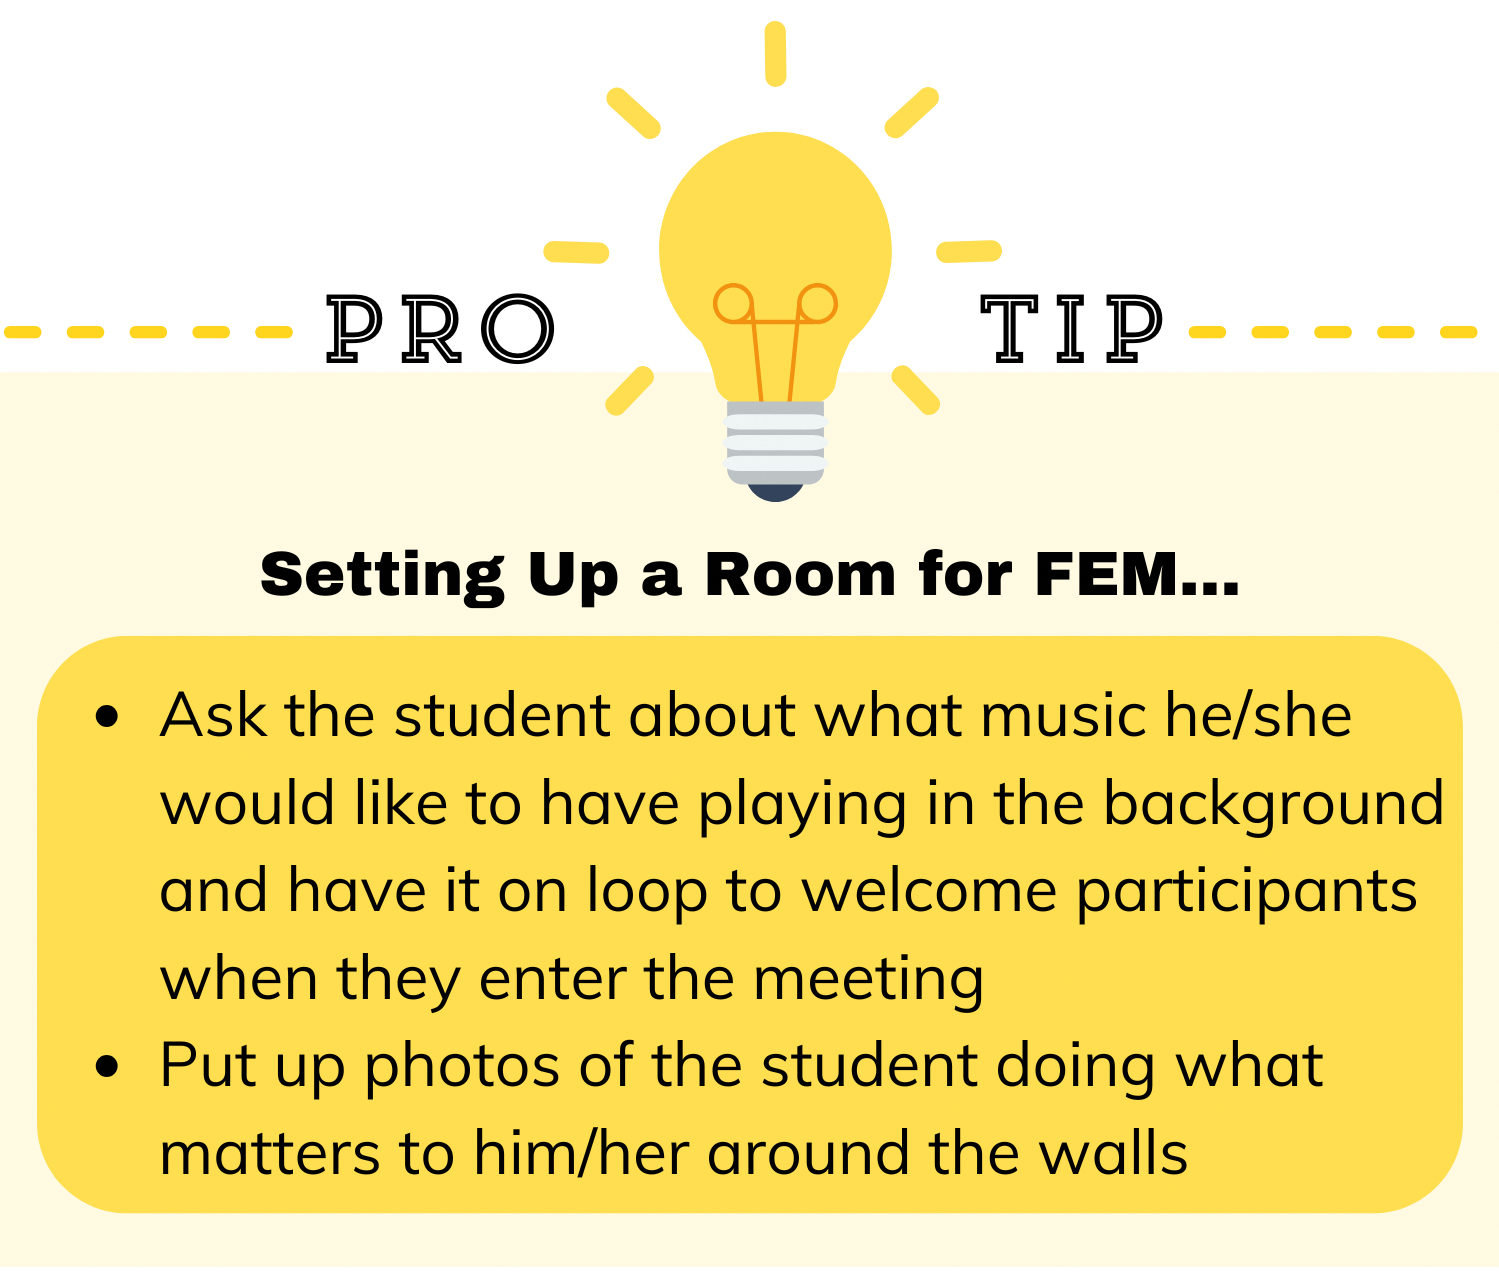 PRO TIP
Setting Up a Room for FEM...
• Ask the student about what music he/she
would like to have playing in the background
and have it on loop to welcome participants
when they enter the meeting
• Put up photos of the student doing what
matters to him/her around the walls